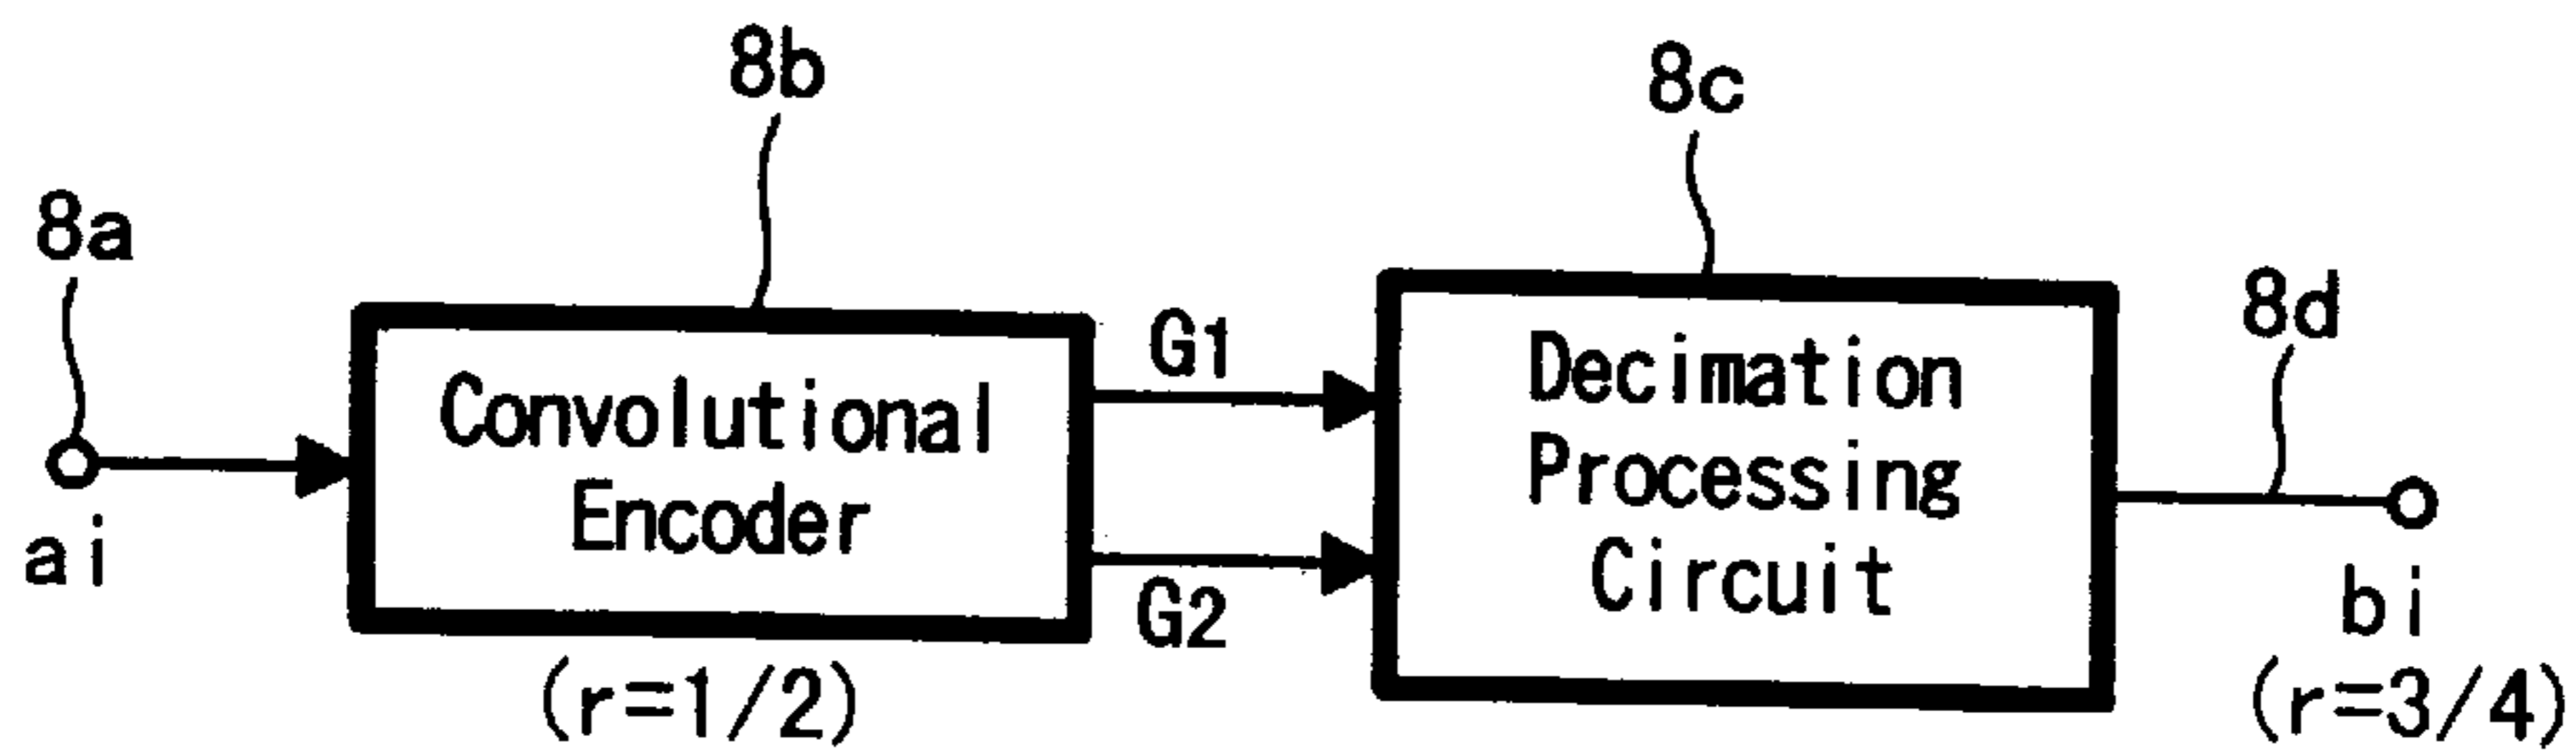 8a
8b
8c
8d
ai
Convolutional
Encoder
(r=1/2)
G1
G2
Decimation
Processing
Circuit
bi
(r=3/4)